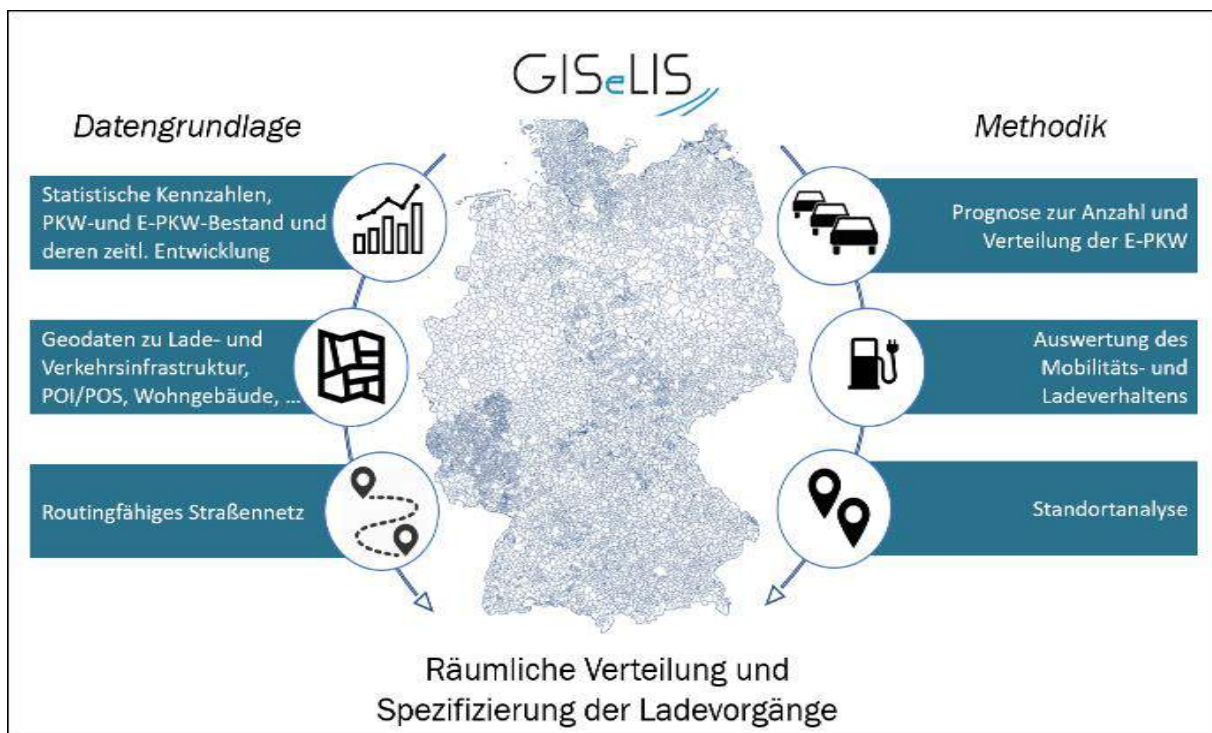 GISeLIS
Datengrundlage
Statistische Kennzahlen,
PKW-und E-PKW-Bestand und
deren zeitl. Entwicklung
Geodaten zu Lade- und
Verkehrsinfrastruktur,
POI/POS, Wohngebäude, ...
Routingfähiges Straßennetz
Methodik
Prognose zur Anzahl und
Verteilung der E-PKW
Auswertung des
Mobilitäts- und
Ladeverhaltens
Standortanalyse
Räumliche Verteilung und
Spezifizierung der Ladevorgänge